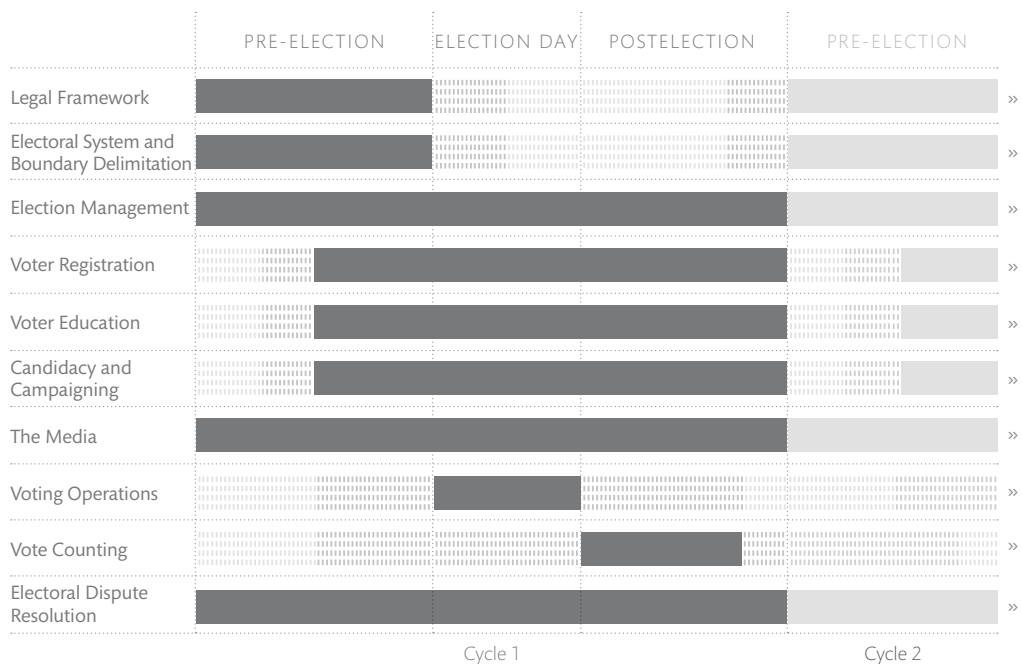 PRE-ELECTION ELECTION DAY POSTELECTION PRE-ELECTION
Legal Framework »
Electoral System and
Boundary Delimitation »
Election Management »
Voter Registration »
Voter Education »
Candidacy and
Campaigning »
The Media »
Voting Operations »
Vote Counting »
Electoral Dispute
Resolution »
Cycle 1 Cycle 2